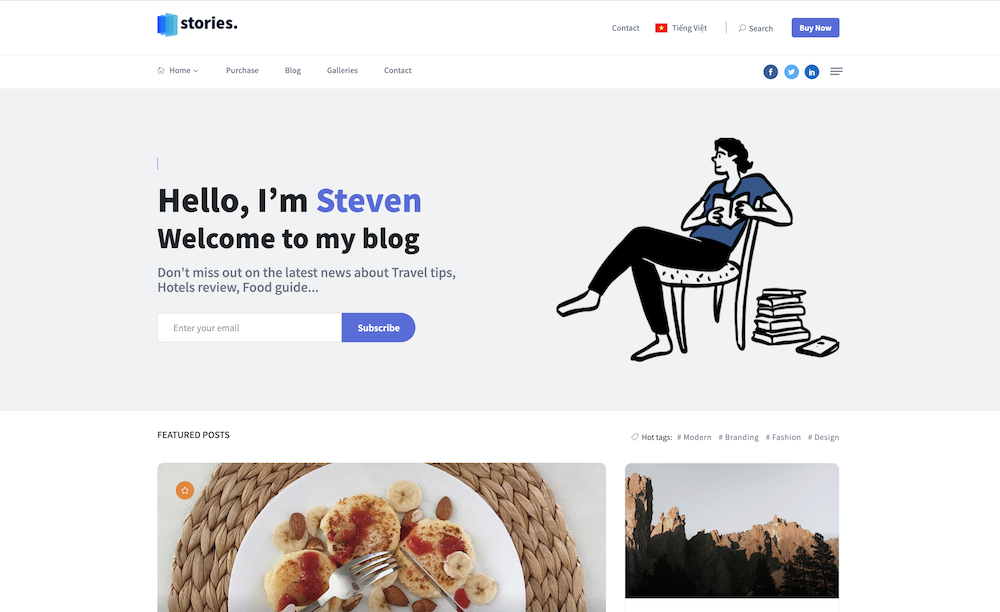 stories.
Contact
Tiếng Việt
Search
Buy Now
Home
Purchase
Blog
Galleries
Contact
f
in
Hello, I’m Steven
Welcome to my blog
Don't miss out on the latest news about Travel tips,
Hotels review, Food guide...
Enter your email
Subscribe
FEATURED POSTS
Hot tags: # Modern # Branding # Fashion # Design